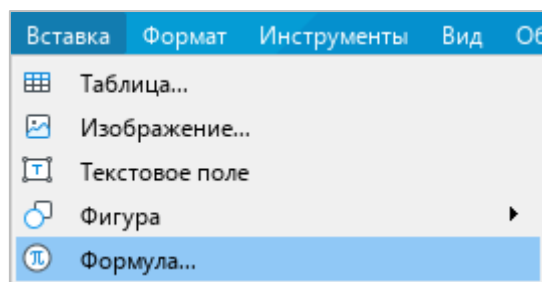 Вставка Формат Инструменты Вид
Таблица...
Изображение...
Текстовое поле
Фигура
Формула...